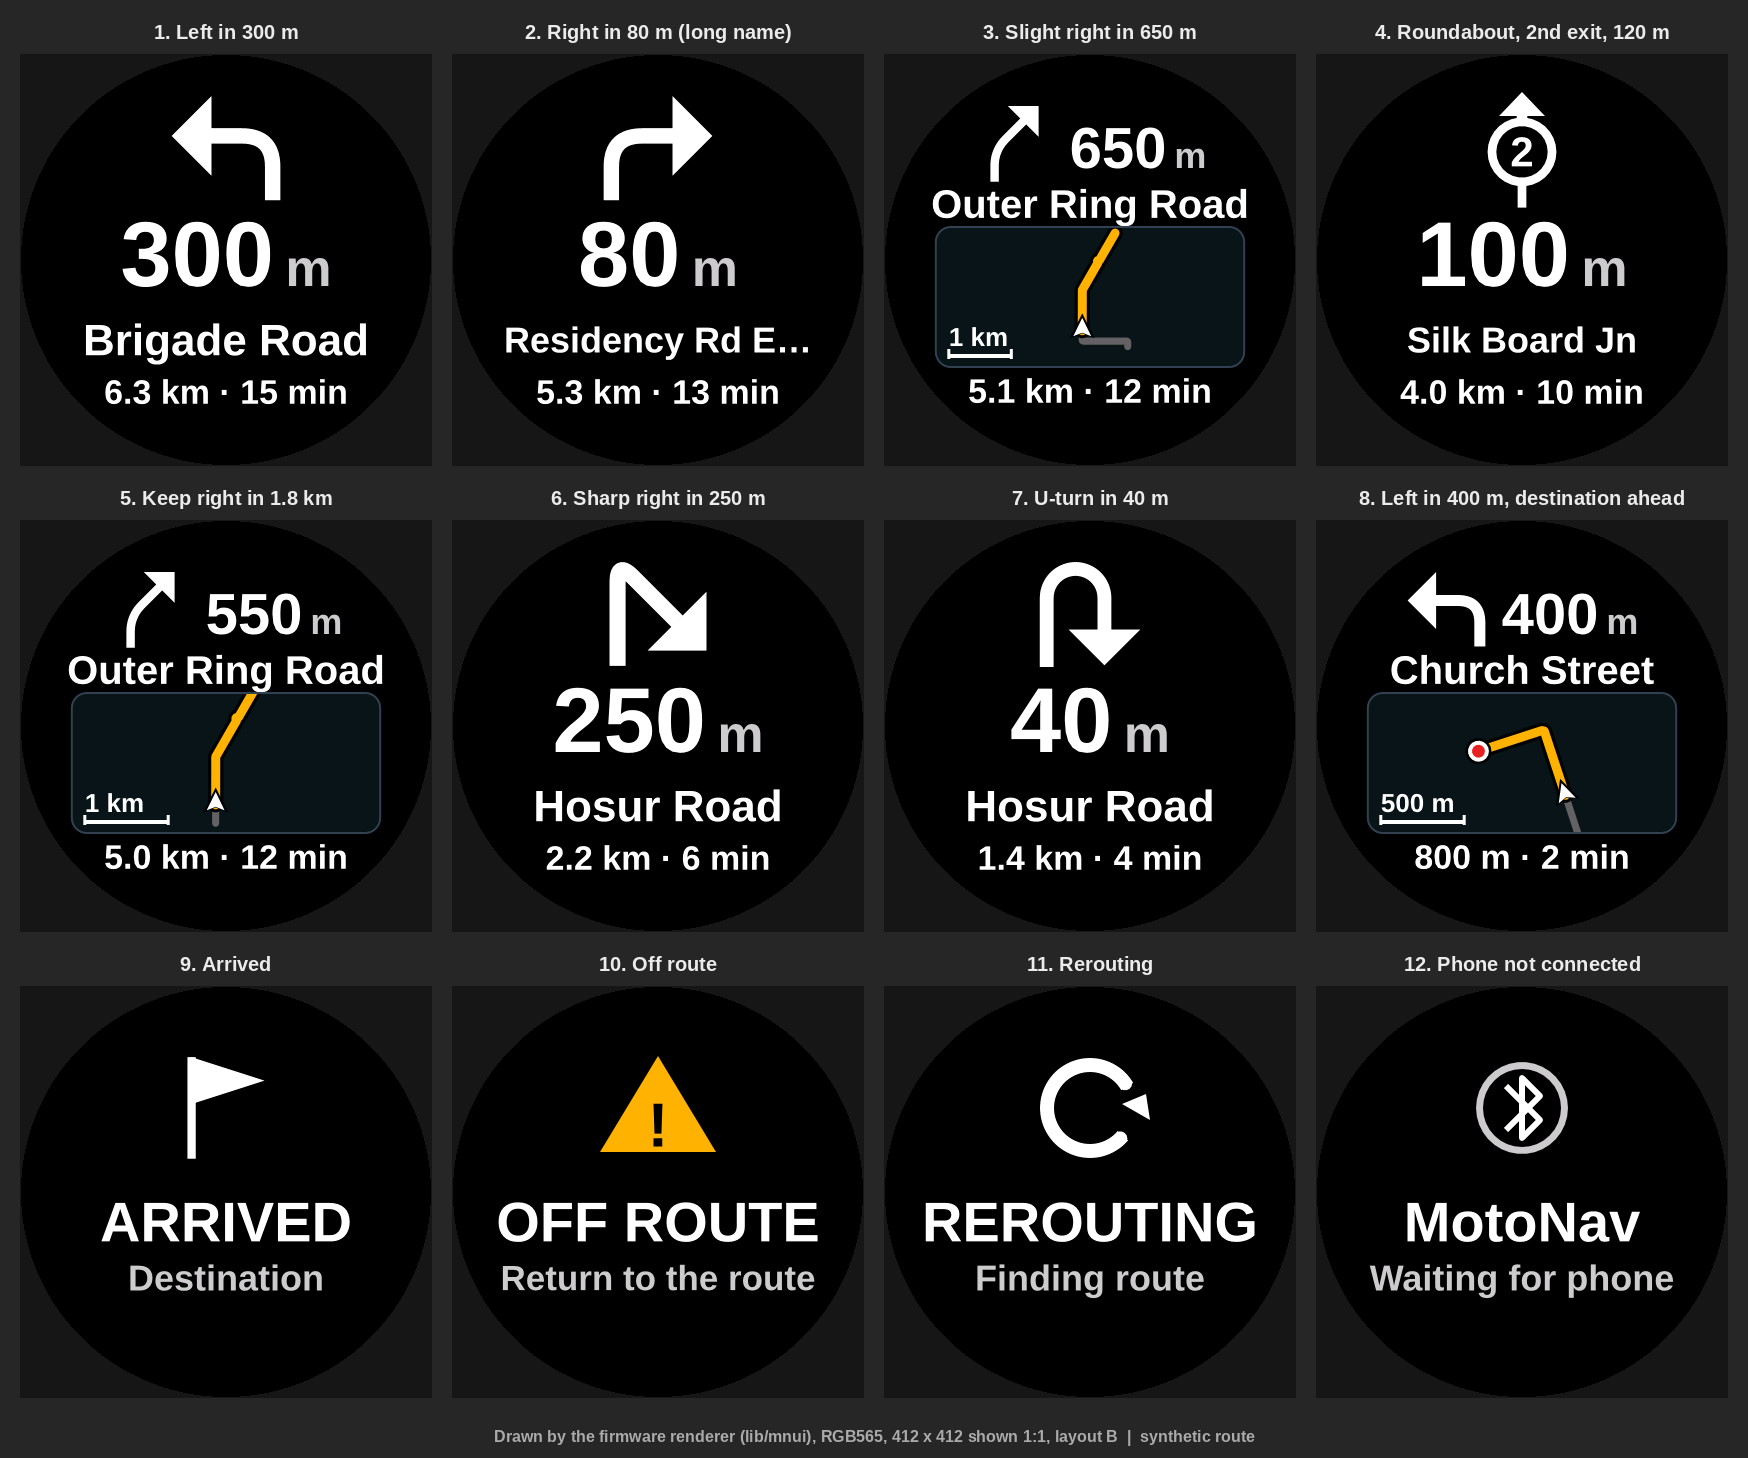 1. Left in 300 m
2. Right in 80 m (long name)
3. Slight right in 650 m
4. Roundabout, 2nd exit, 120 m
300 m
Brigade Road
6.3 km · 15 min
80 m
Residency Rd E...
5.3 km · 13 min
650 m
Outer Ring Road
1 km
5.1 km · 12 min
2
100 m
Silk Board Jn
4.0 km · 10 min
5. Keep right in 1.8 km
6. Sharp right in 250 m
7. U-turn in 40 m
8. Left in 400 m, destination ahead
550 m
Outer Ring Road
1 km
5.0 km · 12 min
250 m
Hosur Road
2.2 km · 6 min
40 m
Hosur Road
1.4 km · 4 min
400 m
Church Street
500 m
800 m · 2 min
9. Arrived
10. Off route
11. Rerouting
12. Phone not connected
ARRIVED
Destination
!
OFF ROUTE
Return to the route
REROUTING
Finding route
MotoNav
Waiting for phone
Drawn by the firmware renderer (lib/mnui), RGB565, 412 x 412 shown 1:1, layout B | synthetic route